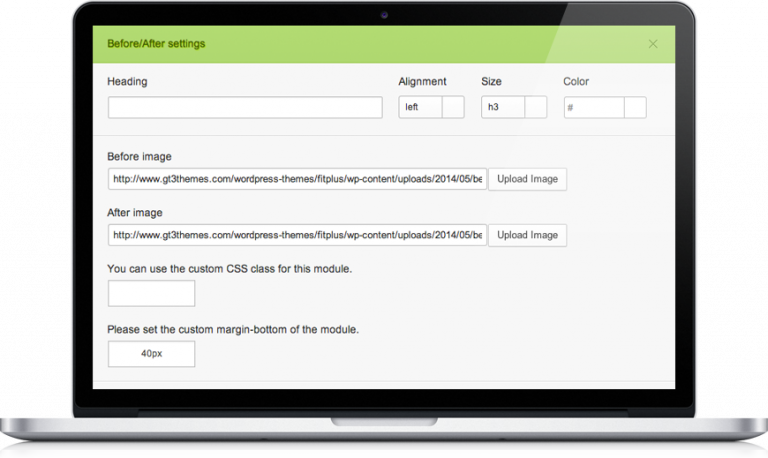 Before/After settings
Heading
Alignment
Size
Color
left
h3
#
Before image
http://www.gt3themes.com/wordpress-themes/fitplus/wp-content/uploads/2014/05/be
Upload Image
After image
http://www.gt3themes.com/wordpress-themes/fitplus/wp-content/uploads/2014/05/be
Upload Image
You can use the custom CSS class for this module.
Please set the custom margin-bottom of the module.
40px